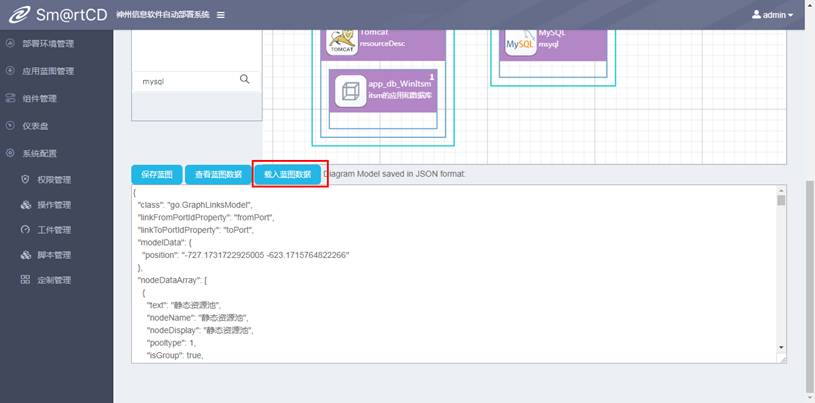 Sm@rtCD 神州信息软件自动部署系统
admin
部署环境管理
应用蓝图管理
组件管理
仪表盘
系统配置
权限管理
操作管理
工件管理
脚本管理
定制管理
mysql
Tomcat
resourceDesc
TOMCAT
app_db_WinItsm
1
itsm的应用和数据库
MySQL
msyql
MySQL
保存蓝图 查看蓝图数据 载入蓝图数据 Diagram Model saved in JSON format:
{
"class": "go.GraphLinksModel",
"linkFromPortIdProperty": "fromPort",
"linkToPortIdProperty": "toPort",
"modelData": {
"position": "-727.1731722925005 -623.1715764822266"
},
"nodeDataArray": [
{
"text": "静态资源池",
"nodeName": "静态资源池",
"nodeDisplay": "静态资源池",
"pooltype": 1,
"isGroup": true,